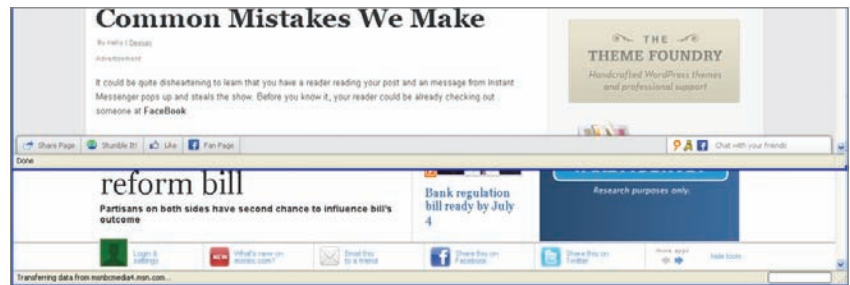 Common Mistakes We Make
By Hello | Design
Advertisement
It could be quite disheartening to learn that you have a reader reading your post and an message from Instant
Messenger pops up and steals the show. Before you know it, your reader could be already checking out
someone at FaceBook
THE
THEME FOUNDRY
Handcrafted WordPress themes
and professional support
Share Page Stumble It! Like Fan Page Chat with your friends
Done
reform bill
Partisans on both sides have second chance to influence bill's
outcome
Bank regulation
bill ready by July
4
Research purposes only.
Login &
settings
NEW What's new on
Email this
to a friend
Share this on
Facebook
Share this on
Twitter
more apps
hide tools
Transferring data from msnbcmedia4.msn.com...